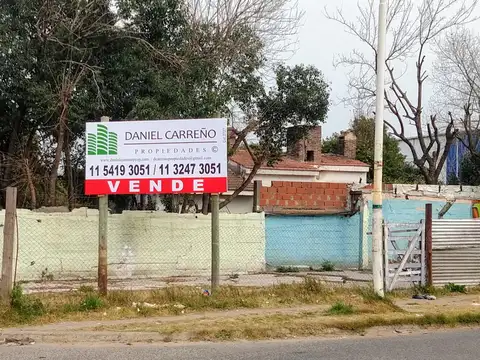 DANIEL CARREÑO
PROPIEDADES ©
11 5419 3051 / 11 3247 3051
VENDE